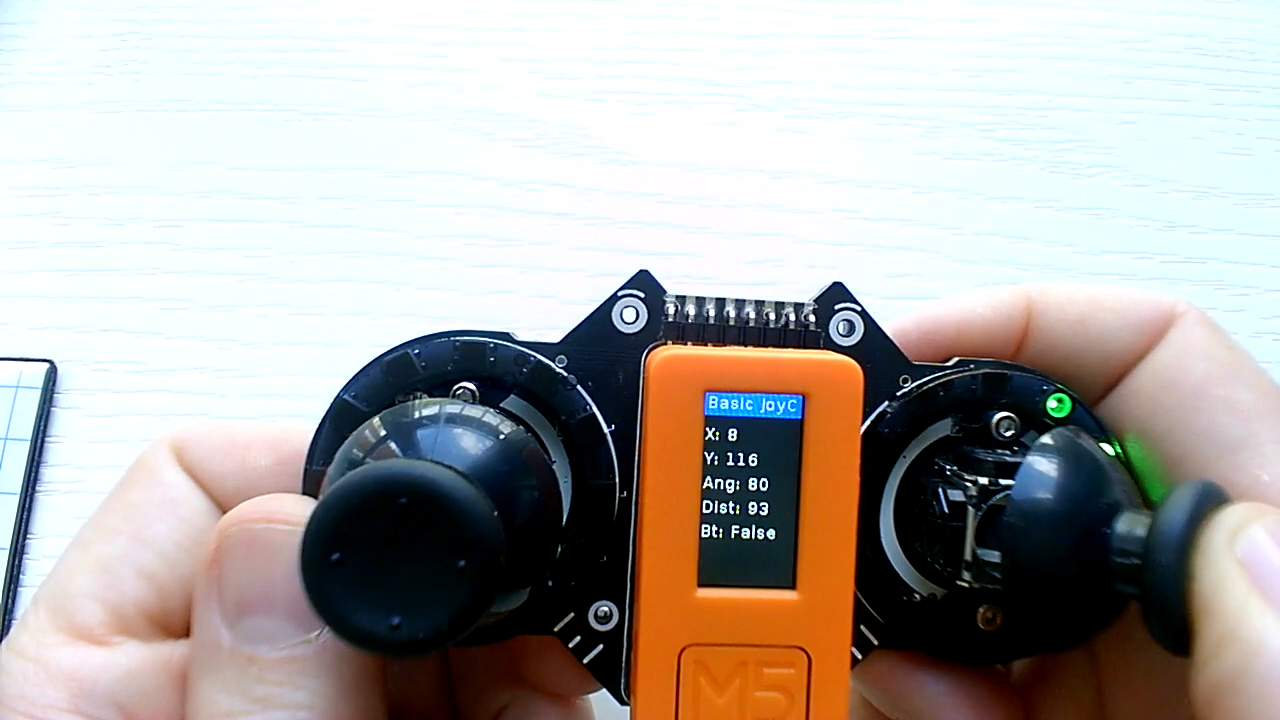 Basic JoyC
X: 8
Y: 116
Ang: 80
Dist: 93
Bt: False
M5